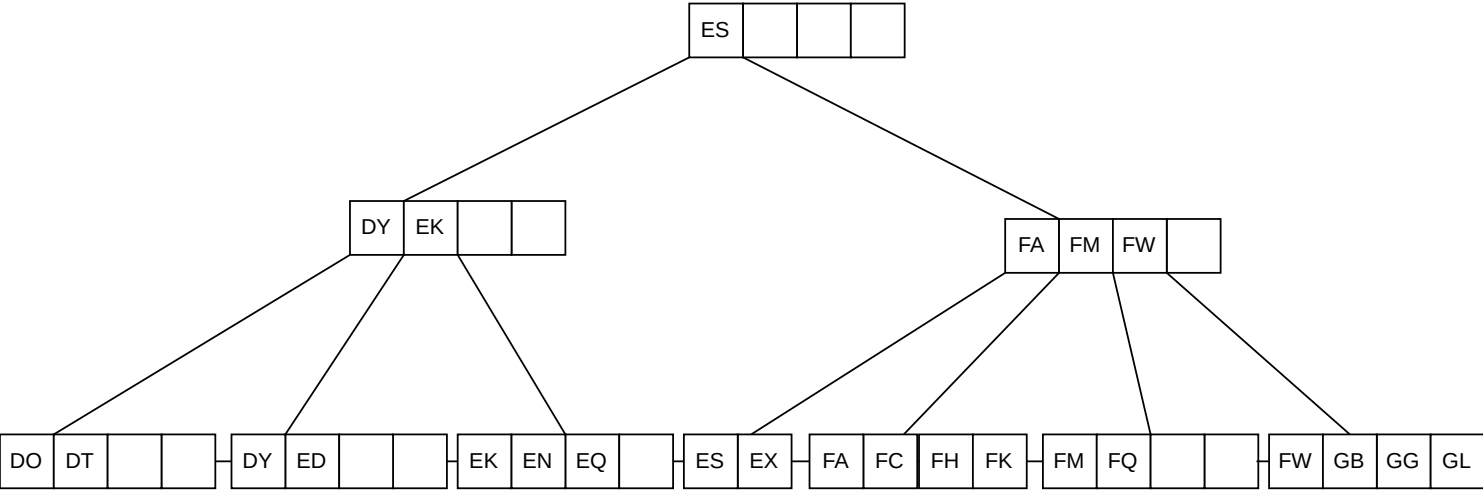 ES
DY EK
FA FM FW
DO DT DY ED EK EN EQ ES EX FA FC FH FK FM FQ FW GB GG GL